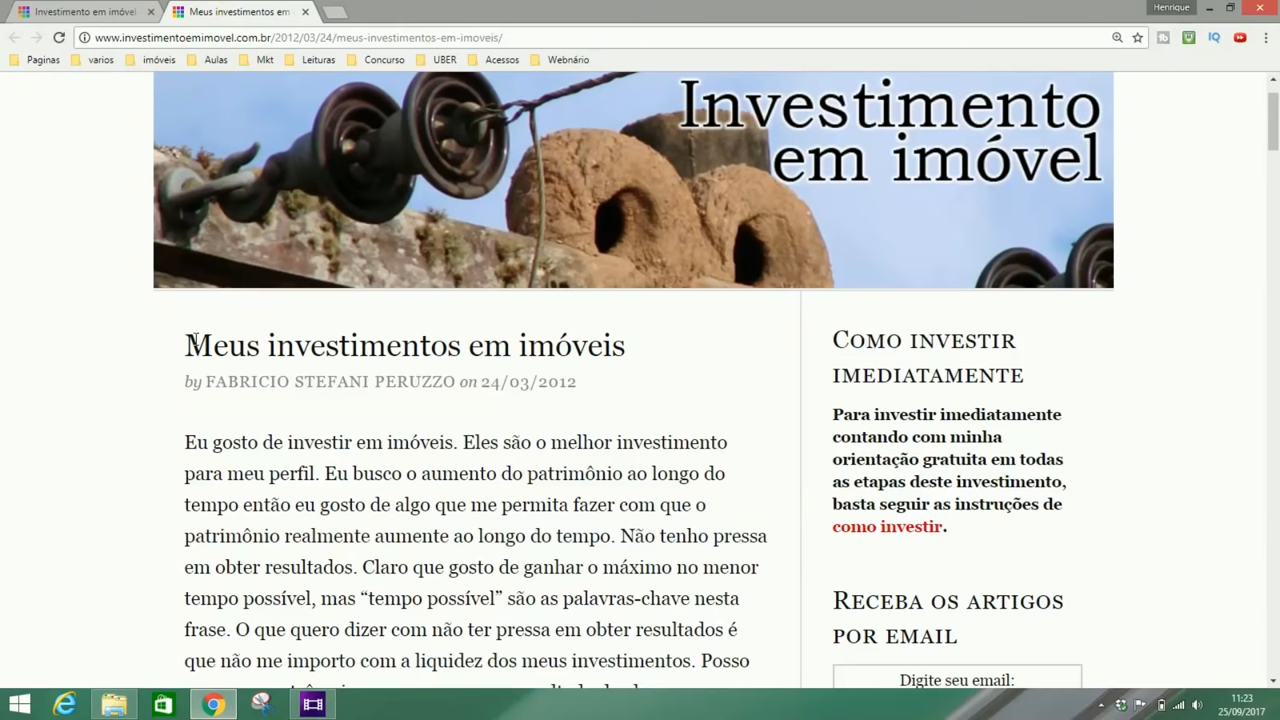 Investimento em imóvel
Meus investimentos em
Henrique
www.investimentoemimovel.com.br/2012/03/24/meus-investimentos-em-imoveis/
Paginas
varios
imóveis
Aulas
Mkt
Leituras
Concurso
UBER
Acessos
Webnário
Investimento
em imóvel
Meus investimentos em imóveis
by FABRICIO STEFANI PERUZZO on 24/03/2012
Eu gosto de investir em imóveis. Eles são o melhor investimento
para meu perfil. Eu busco o aumento do patrimônio ao longo do
tempo então eu gosto de algo que me permita fazer com que o
patrimônio realmente aumente ao longo do tempo. Não tenho pressa
em obter resultados. Claro que gosto de ganhar o máximo no menor
tempo possível, mas “tempo possível” são as palavras-chave nesta
frase. O que quero dizer com não ter pressa em obter resultados é
que não me importo com a liquidez dos meus investimentos. Posso
COMO INVESTIR
IMEDIATAMENTE
Para investir imediatamente
contando com minha
orientação gratuita em todas
as etapas deste investimento,
basta seguir as instruções de
como investir.
RECEBA OS ARTIGOS
POR EMAIL
Digite seu email:
11:23
25/09/2017